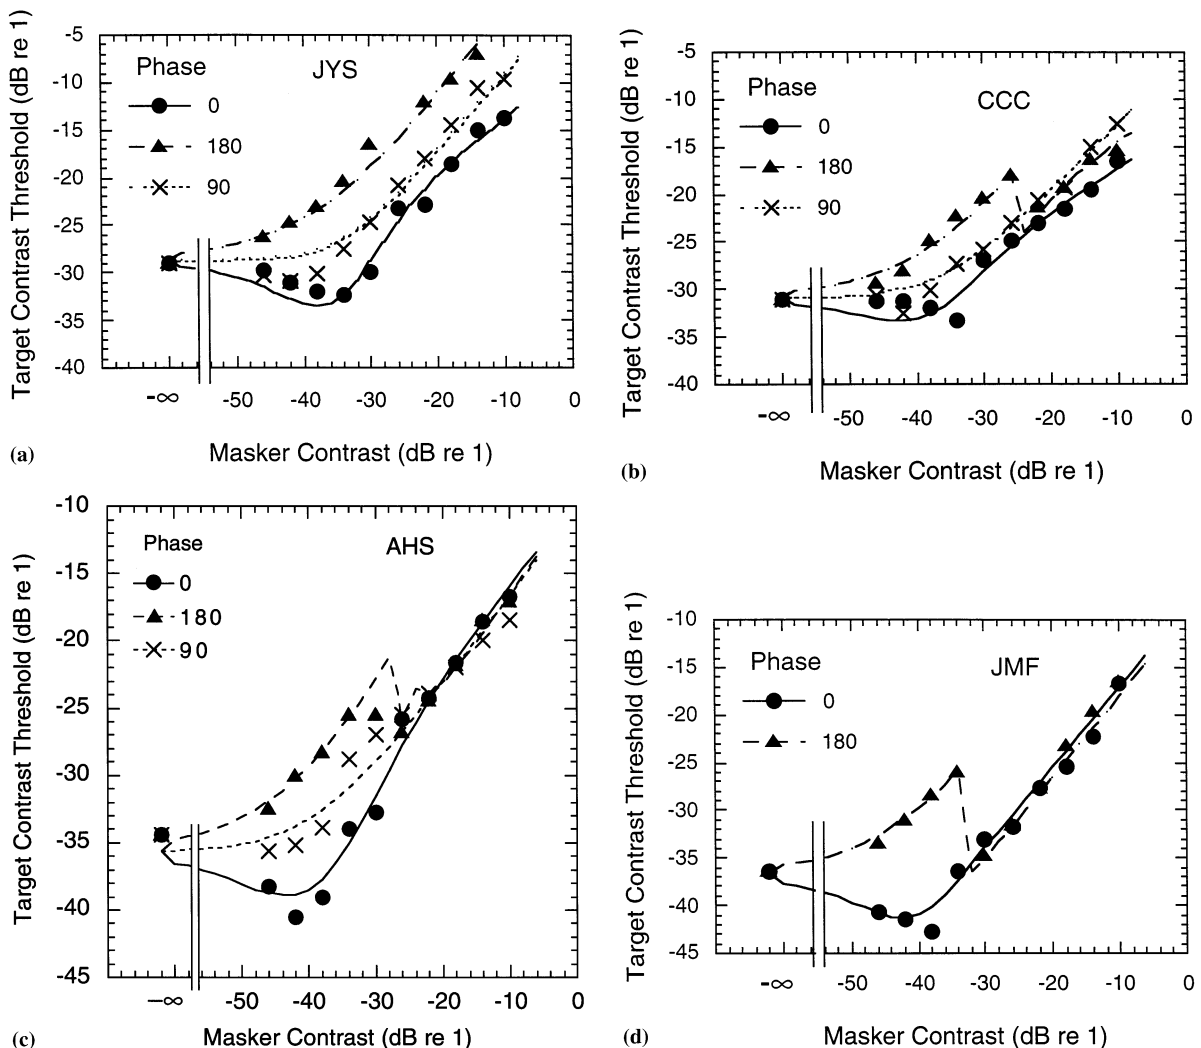 Target Contrast Threshold (dB re 1)
-5
-10
-15
-20
-25
-30
-35
-40
Phase
0
180
90
JYS
-∞ -50 -40 -30 -20 -10 0
(a) Masker Contrast (dB re 1)
Target Contrast Threshold (dB re 1)
-5
-10
-15
-20
-25
-30
-35
-40
Phase
0
180
90
CCC
-∞ -50 -40 -30 -20 -10 0
(b) Masker Contrast (dB re 1)
Target Contrast Threshold (dB re 1)
-10
-15
-20
-25
-30
-35
-40
-45
Phase
0
180
90
AHS
-∞ -50 -40 -30 -20 -10 0
(c) Masker Contrast (dB re 1)
Target Contrast Threshold (dB re 1)
-10
-15
-20
-25
-30
-35
-40
-45
Phase
0
180
JMF
-∞ -50 -40 -30 -20 -10 0
(d) Masker Contrast (dB re 1)